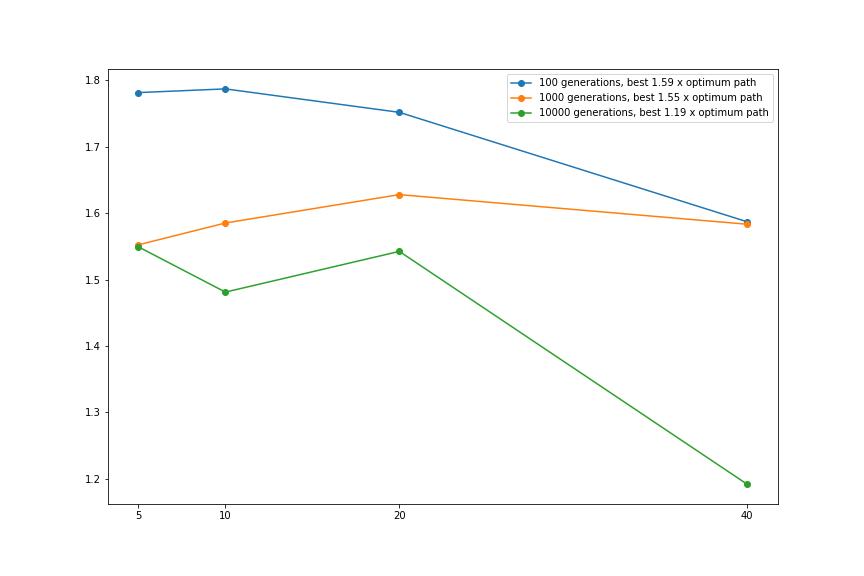 1.8
1.7
1.6
1.5
1.4
1.3
1.2
100 generations, best 1.59 x optimum path
1000 generations, best 1.55 x optimum path
10000 generations, best 1.19 x optimum path
5 10 20 40